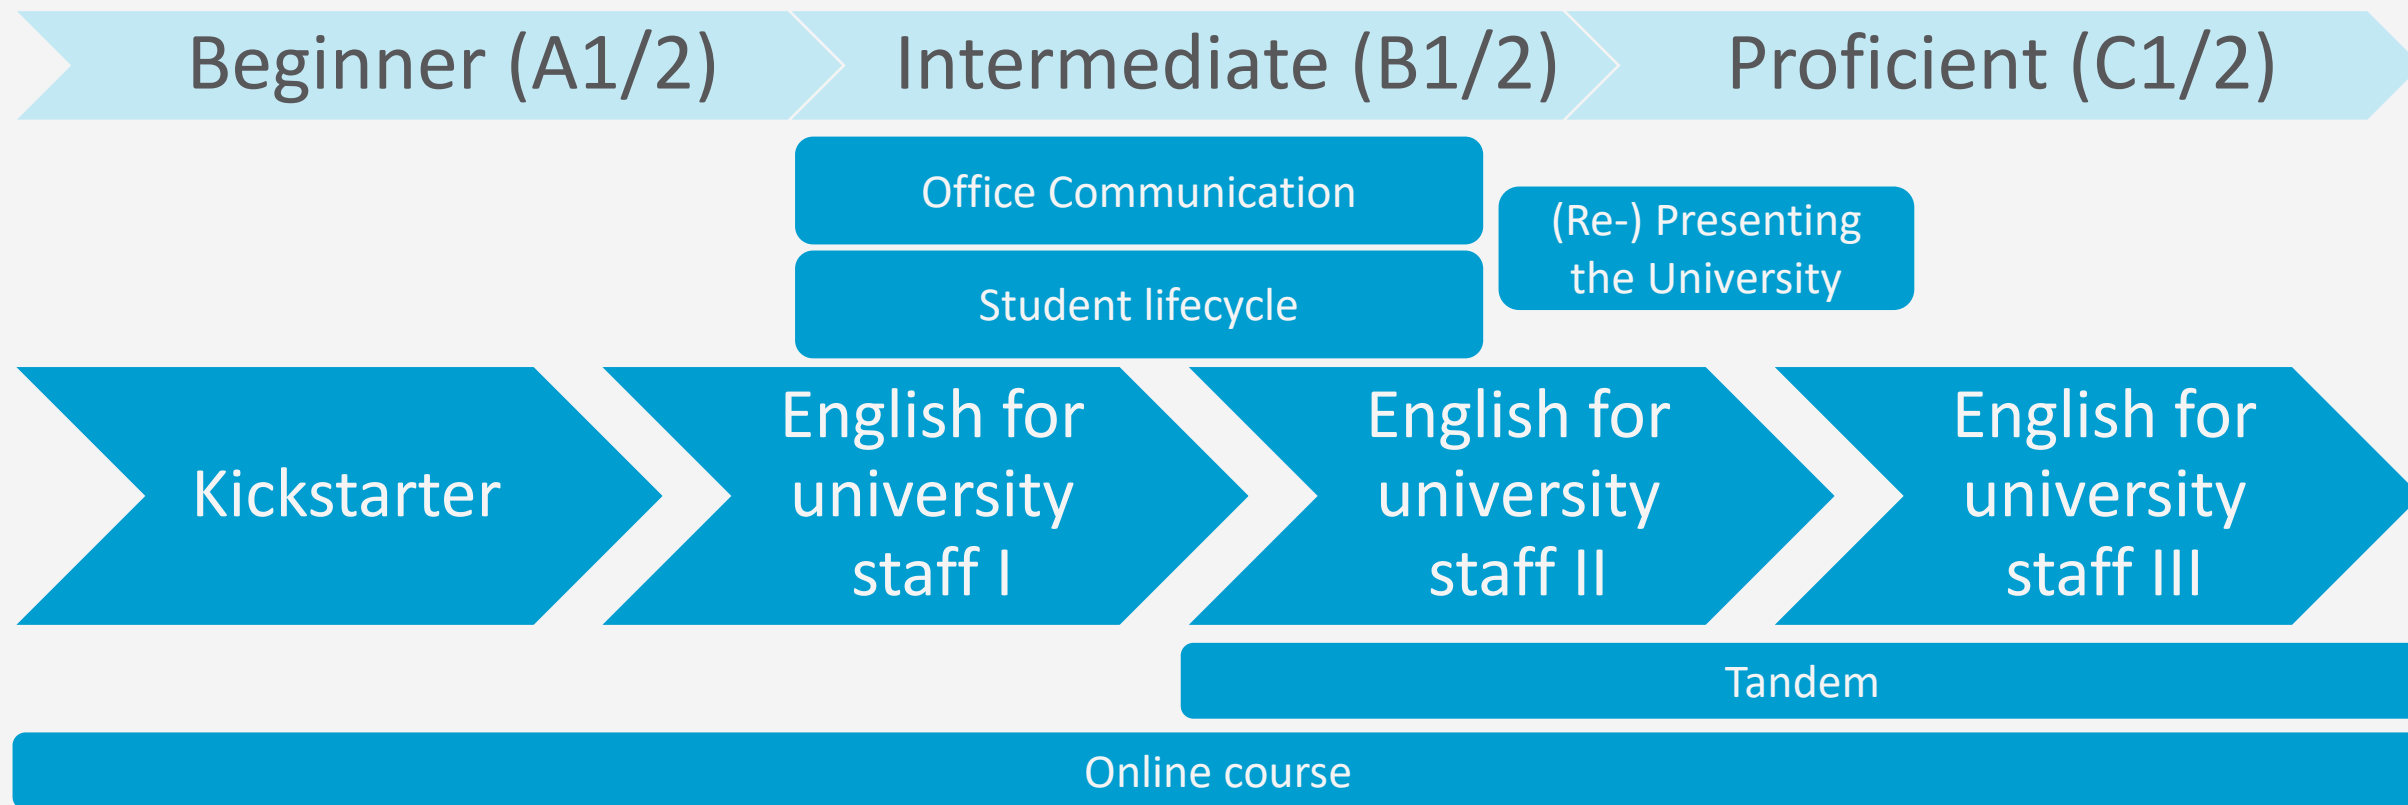 Beginner (A1/2)
Intermediate (B1/2)
Proficient (C1/2)
Office Communication
Student lifecycle
(Re-) Presenting
the University
Kickstarter
English for
university
staff I
English for
university
staff II
English for
university
staff III
Tandem
Online course